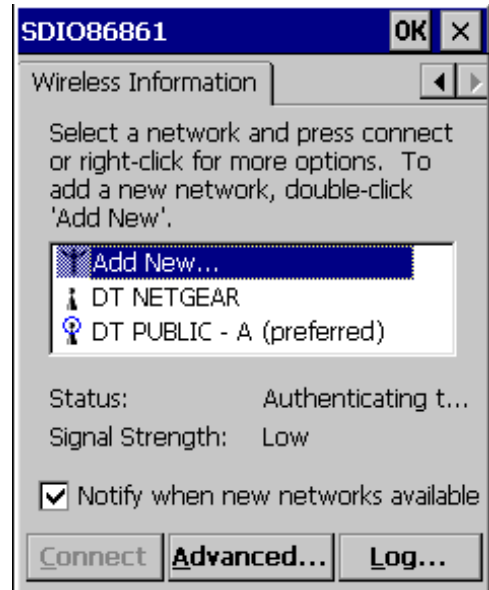 SDIO86861 OK ×
Wireless Information
Select a network and press connect
or right-click for more options. To
add a new network, double-click
'Add New'.
Add New...
DT NETGEAR
DT PUBLIC - A (preferred)
Status: Authenticating t...
Signal Strength: Low
Notify when new networks available
Connect Advanced... Log...